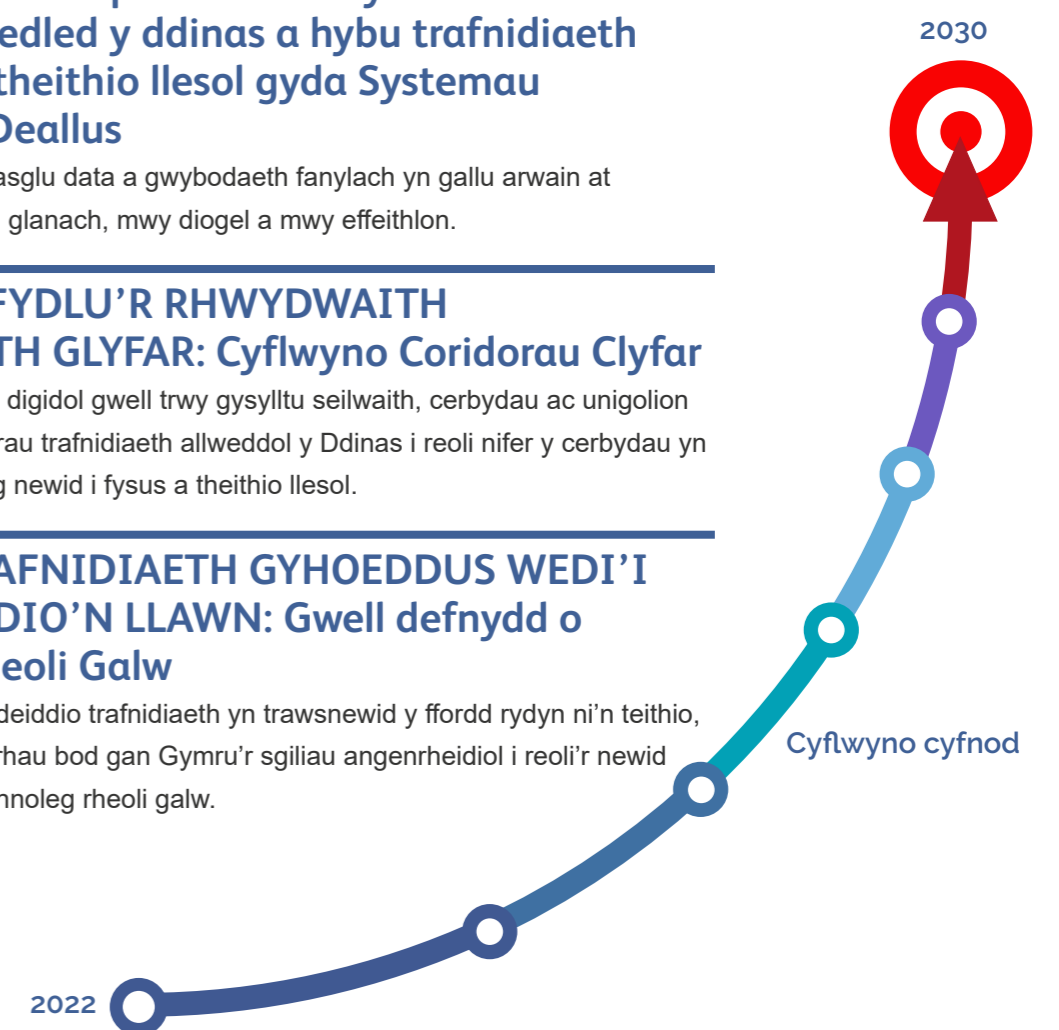 edled y ddinas a hybu trafnidiaeth
theithio llesol gyda Systemau
Deallus
asglu data a gwybodaeth fanylach yn gallu arwain at
glanach, mwy diogel a mwy effeithlon.
FYDLU’R RHWYDWAITH
TH GLYFAR: Cyflwyno Coridorau Clyfar
digidol gwell trwy gysylltu seilwaith, cerbydau ac unigolion
rau trafnidiaeth allweddol y Ddinas i reoli nifer y cerbydau yn
g newid i fysus a theithio llesol.
AFNIDIAETH GYHOEDDUS WEDI’I
DIO’N LLAWN: Gwell defnydd o
eoli Galw
deiddio trafnidiaeth yn trawsnewid y ffordd rydyn ni’n teithio,
rhau bod gan Gymru’r sgiliau angenrheidiol i reoli’r newid
hnoleg rheoli galw.
2030
Cyflwyno cyfnod
2022